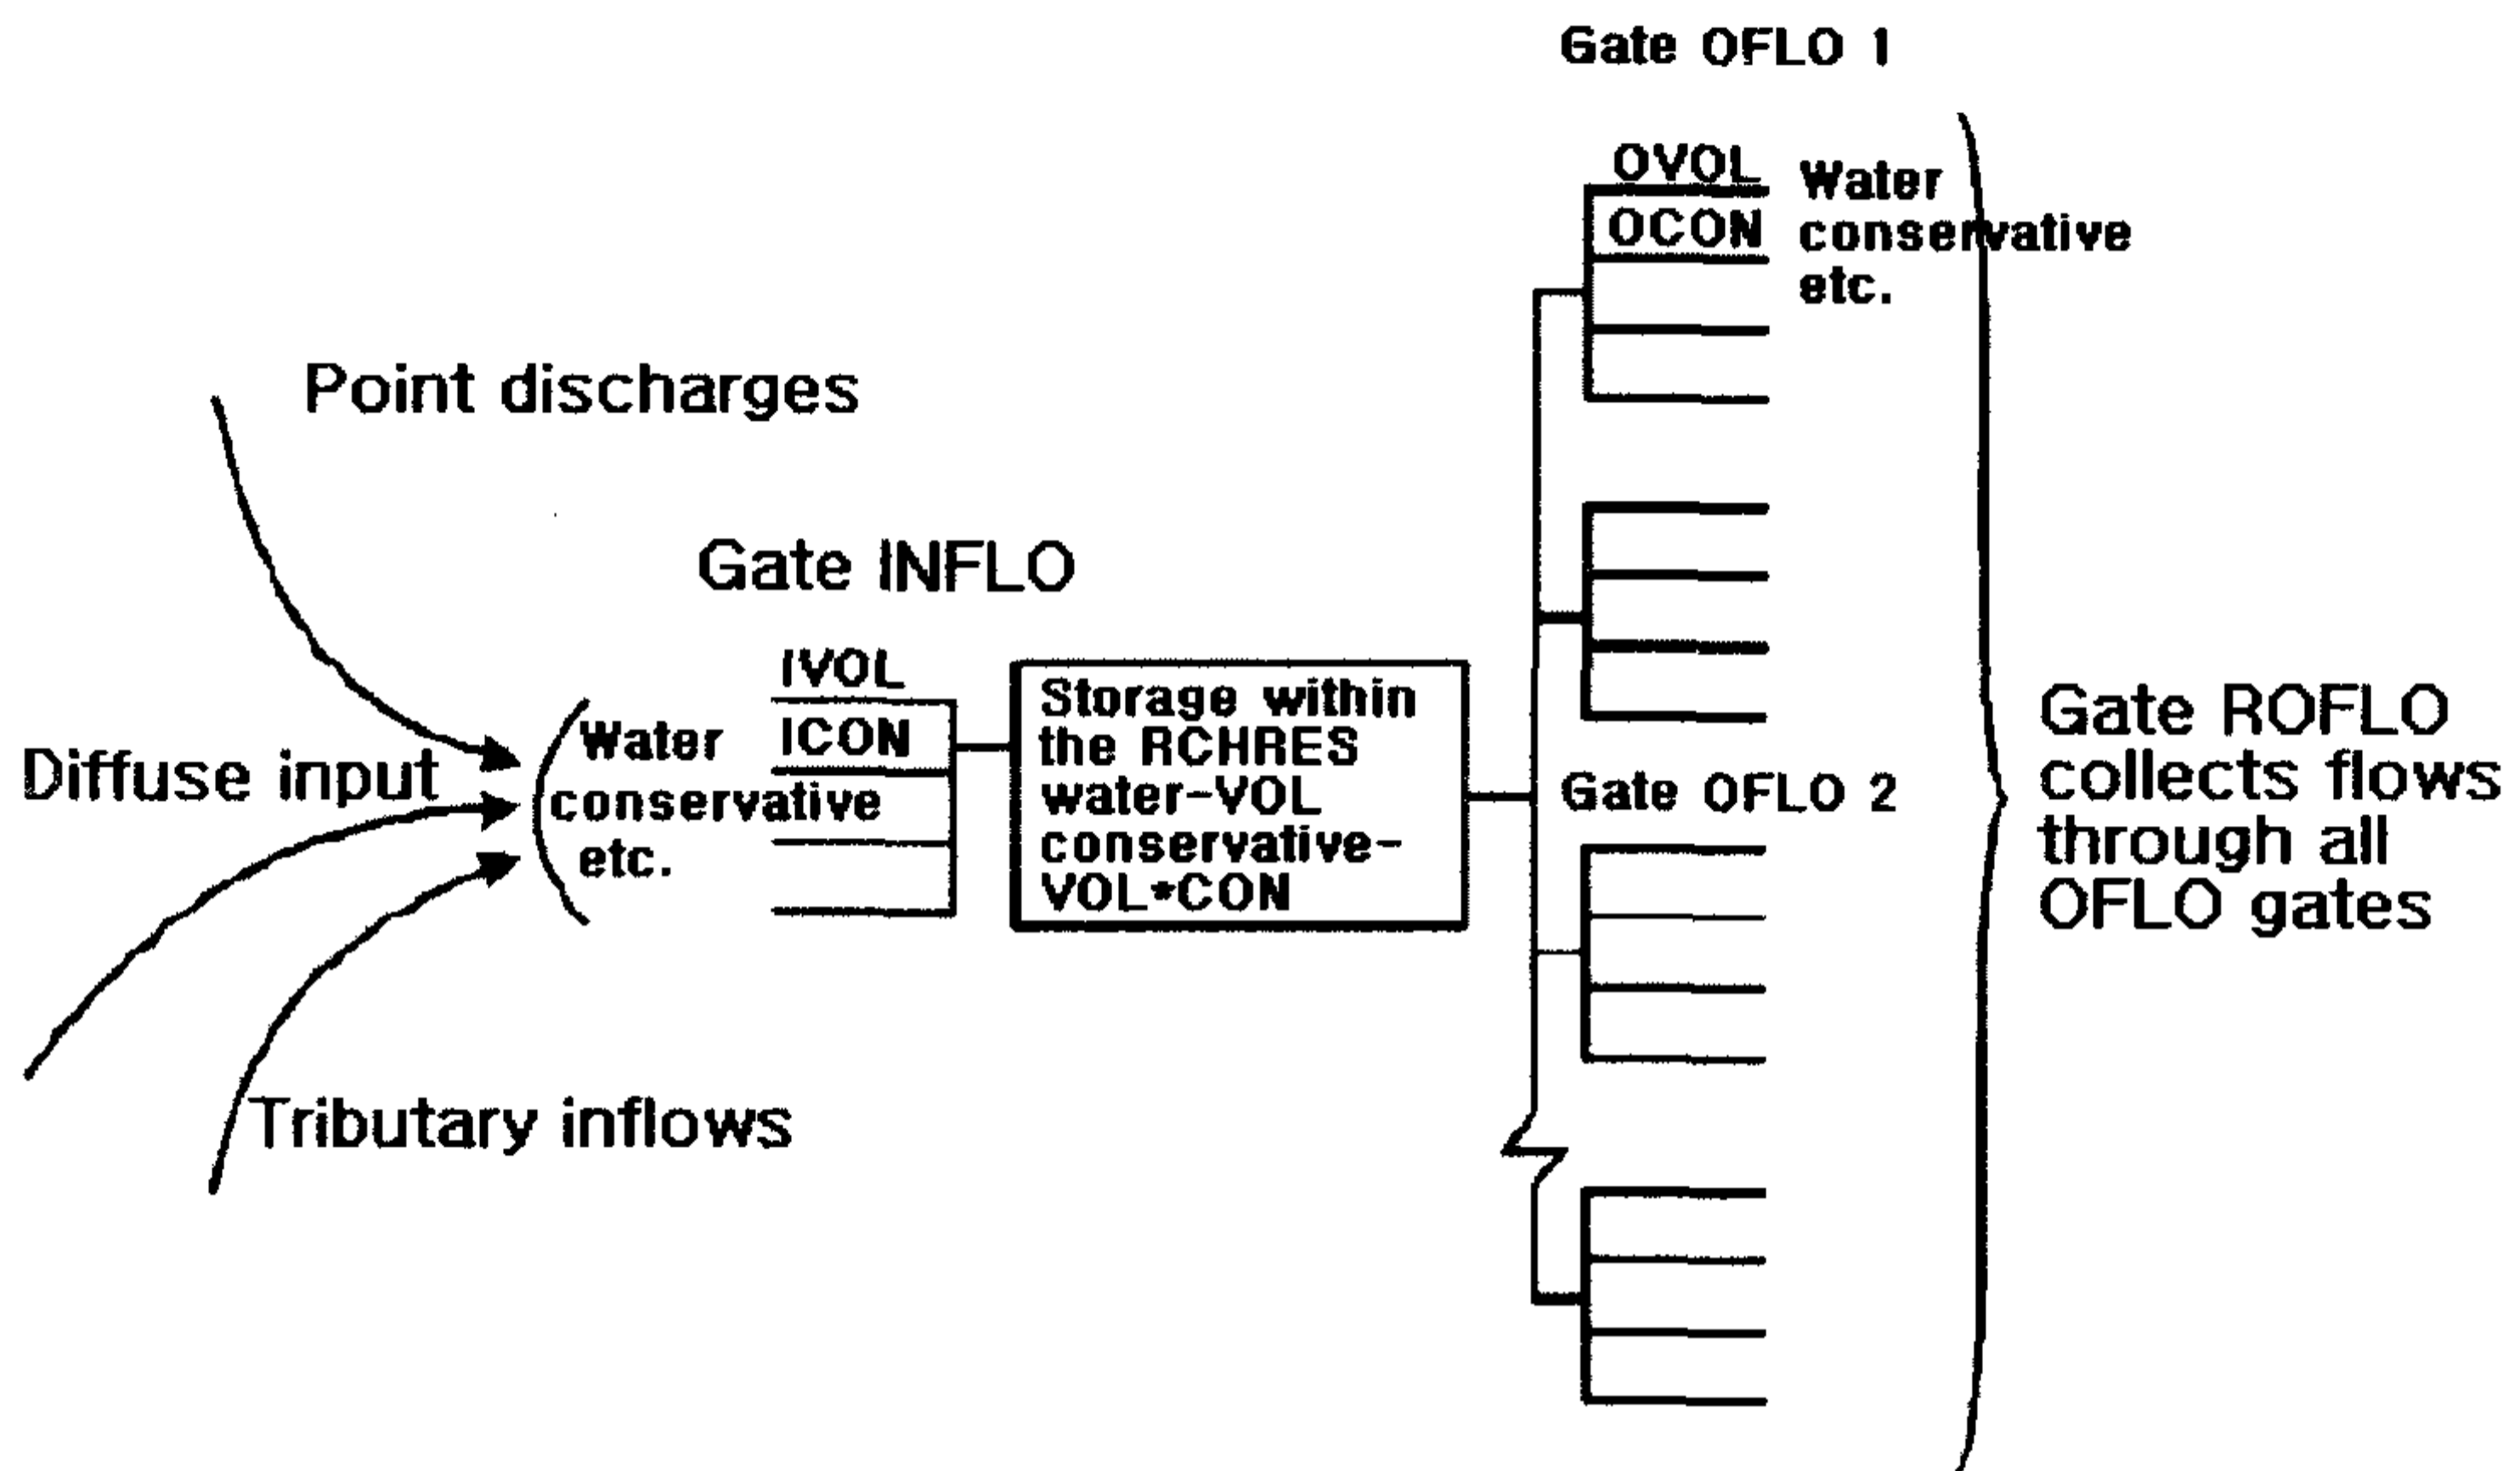 Gate OFLO 1
OVOL
OCON
Water
conservative
etc.
Point discharges
Gate INFLO
IVOL
ICON
Diffuse input
Water
conservative
etc.
Storage within
the RCHRES
water-VOL
conservative-
VOL*CON
Gate OFLO 2
Gate ROFLO
collects flows
through all
OFLO gates
Tributary inflows